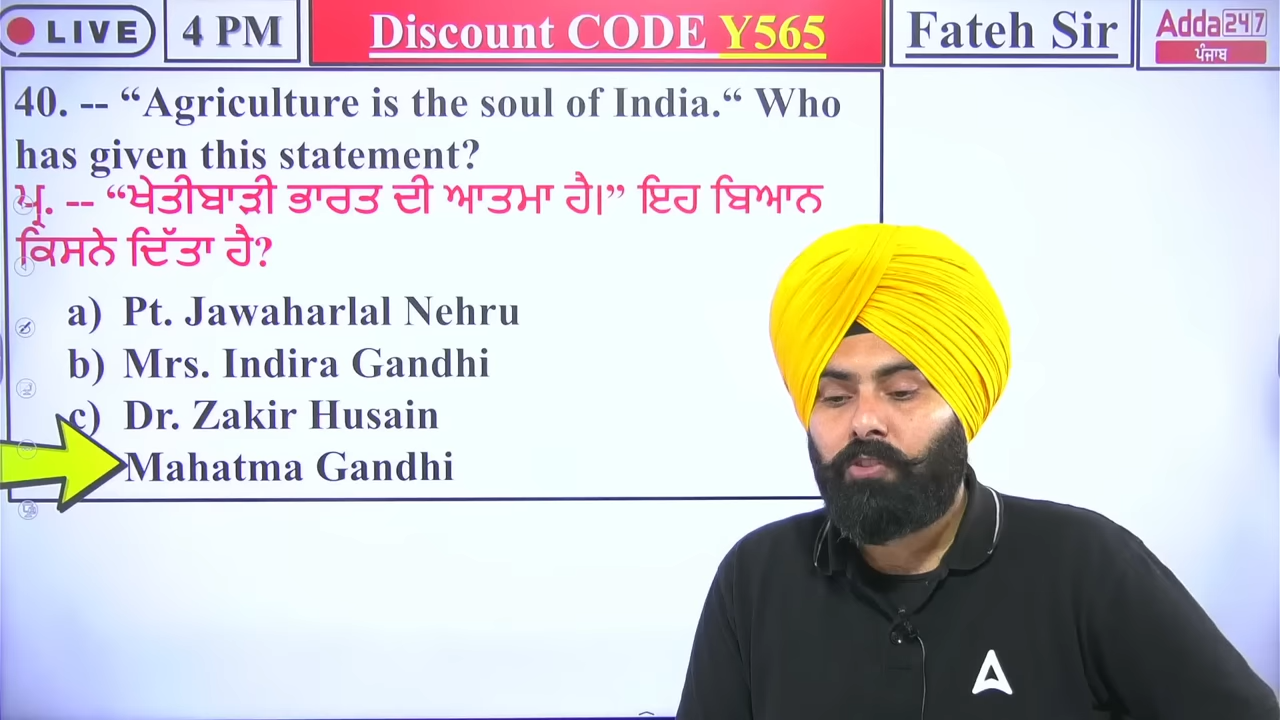 LIVE
4 PM
Discount CODE Y565
Fateh Sir
Adda247
ਪੰਜਾਬ
40. -- “Agriculture is the soul of India.“ Who
has given this statement?
ਪ੍ਰ. -- “ਖੇਤੀਬਾੜੀ ਭਾਰਤ ਦੀ ਆਤਮਾ ਹੈ।” ਇਹ ਬਿਆਨ
ਕਿਸਨੇ ਦਿੱਤਾ ਹੈ?
a) Pt. Jawaharlal Nehru
b) Mrs. Indira Gandhi
c) Dr. Zakir Husain
Mahatma Gandhi